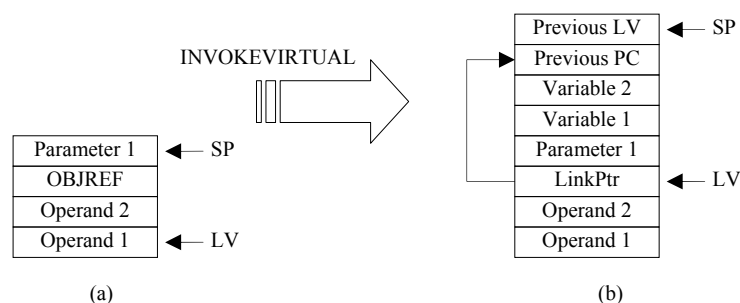 INVOKEVIRTUAL
Parameter 1
SP
OBJREF
Operand 2
Operand 1
LV
(a)
Previous LV
SP
Previous PC
Variable 2
Variable 1
Parameter 1
LinkPtr
LV
Operand 2
Operand 1
(b)